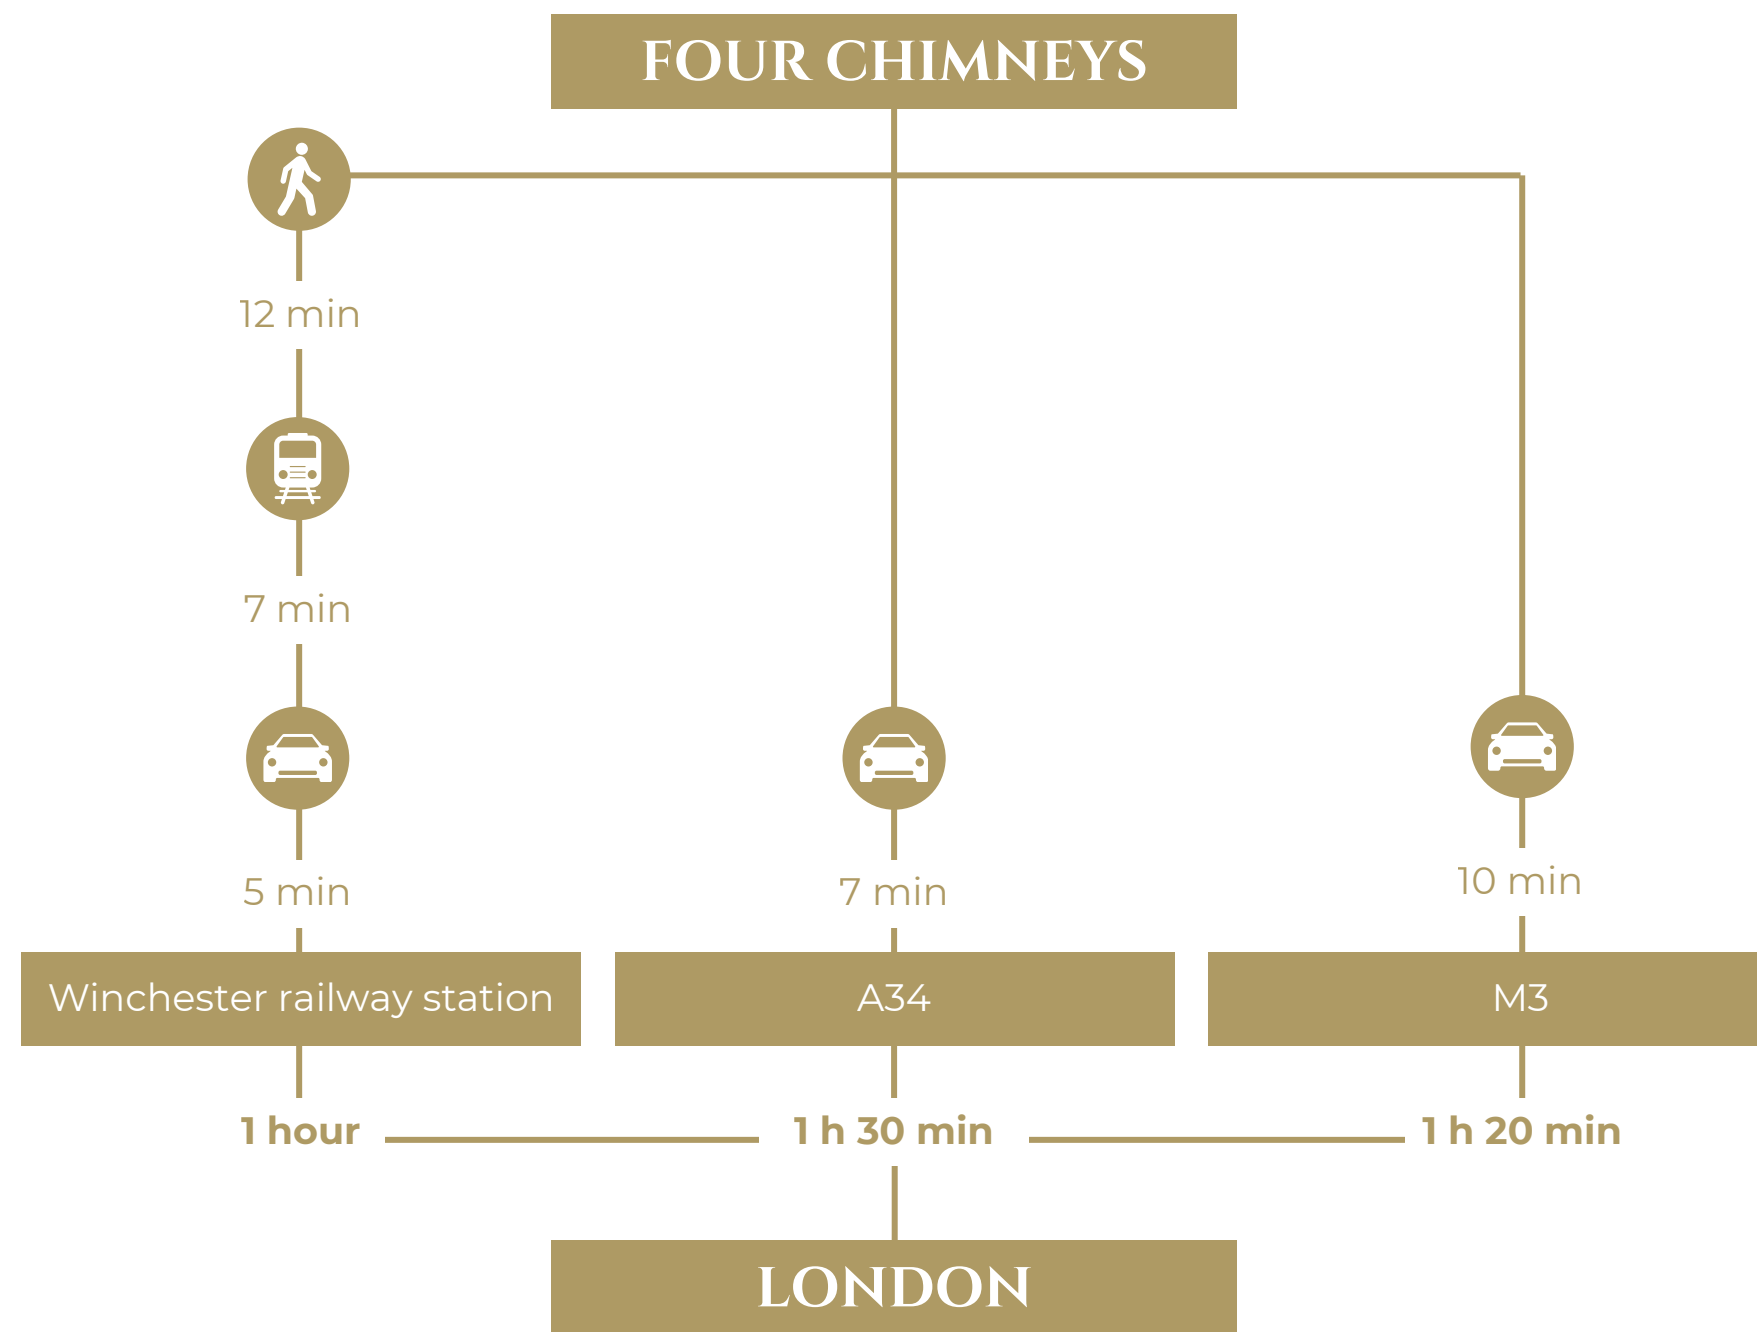 FOUR CHIMNEYS
12 min
7 min
5 min
7 min
10 min
Winchester railway station
A34
M3
1 hour
1 h 30 min
1 h 20 min
LONDON